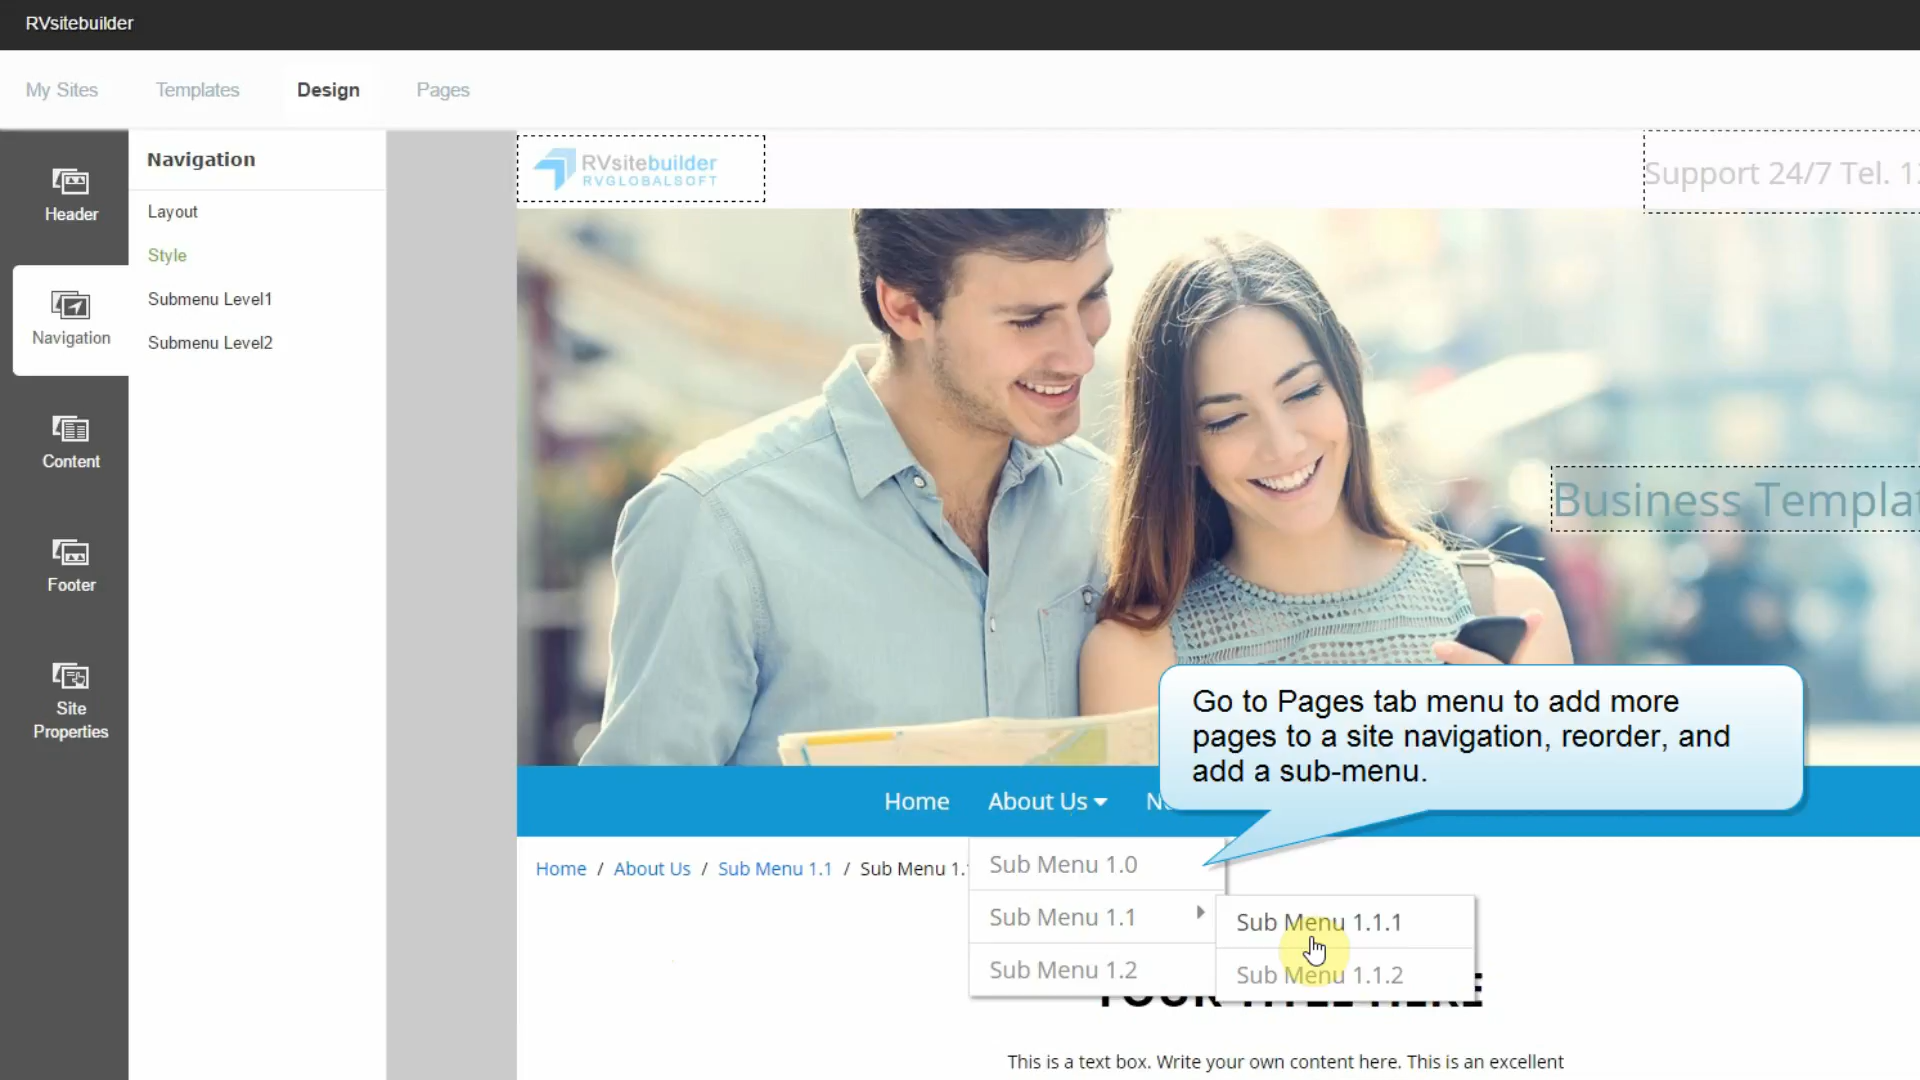 RVsitebuilder
My Sites
Templates
Design
Pages
Header
Navigation
Content
Footer
Site
Properties
Navigation
Layout
Style
Submenu Level1
Submenu Level2
RVsitebuilder
RVGLOBALSOFT
Support 24/7 Tel.
Business
Go to Pages tab menu to add more
pages to a site navigation, reorder, and
add a sub-menu.
Home
About Us
Home / About Us / Sub Menu 1.1 / Sub Menu
Sub Menu 1.0
Sub Menu 1.1
Sub Menu 1.2
Sub Menu 1.1.1
Sub Menu 1.1.2
YOUR TITLE HERE
This is a text box. Write your own content here. This is an excellent